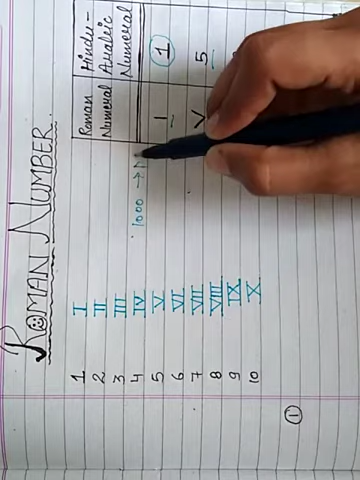 ROMAN NUMBER
1 I
2 II
3 III
4 IV
5 V
6 VI
7 VII
8 VIII
9 IX
10 X
1000 →
Roman Numeral
Hindu-Arabic Numeral
I 1
V 5
①